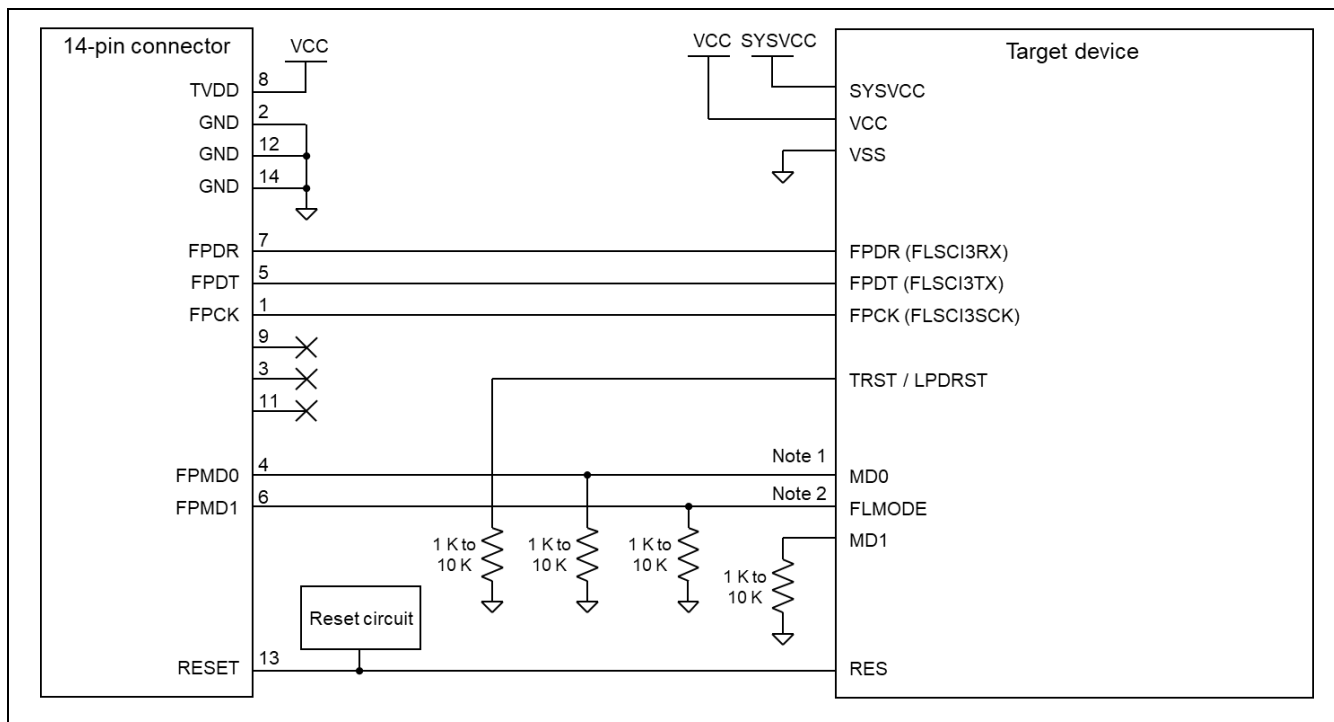 14-pin connector
VCC
VCC SYSVCC
Target device
TVDD 8
SYSVCC
GND 2
VCC
GND 12
VSS
GND 14
FPDR 7 FPDR (FLSCI3RX)
FPDT 5 FPDT (FLSCI3TX)
FPCK 1 FPCK (FLSCI3SCK)
9
3 TRST / LPDRST
11
FPMD0 4 Note 1 MD0
FPMD1 6 Note 2 FLMODE
MD1
1 K to 10 K
1 K to 10 K
1 K to 10 K
1 K to 10 K
Reset circuit
RESET 13 RES